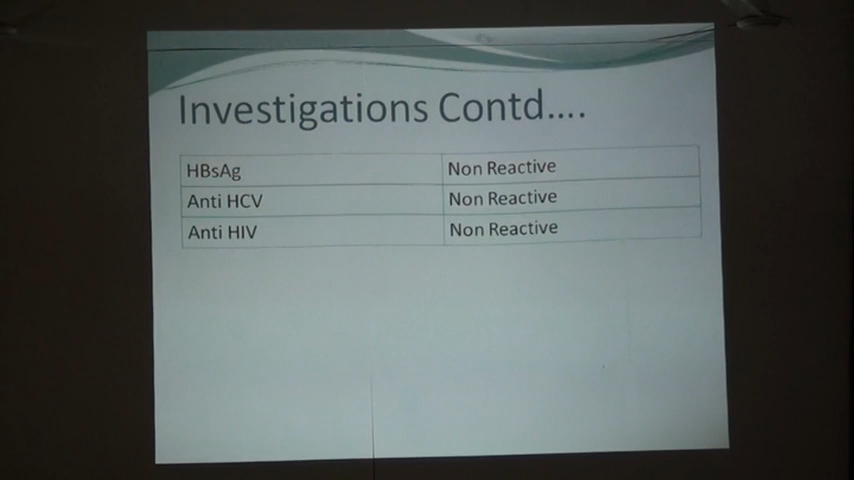 Investigations Contd....
HBsAg Non Reactive
Anti HCV Non Reactive
Anti HIV Non Reactive